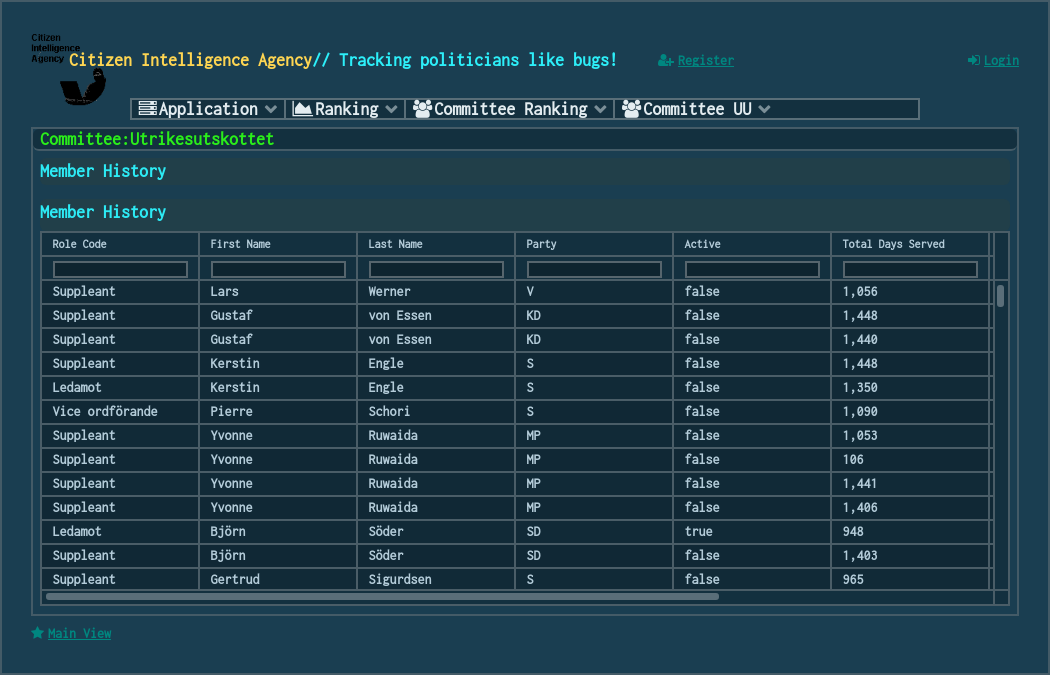 Citizen
Intelligence
Agency
Citizen Intelligence Agency// Tracking politicians like bugs!
Register
Login
Application Ranking Committee Ranking Committee UU
Committee:Utrikesutskottet
Member History
Member History
Role Code First Name Last Name Party Active Total Days Served
Suppleant Lars Werner V false 1,056
Suppleant Gustaf von Essen KD false 1,448
Suppleant Gustaf von Essen KD false 1,440
Suppleant Kerstin Engle S false 1,448
Ledamot Kerstin Engle S false 1,350
Vice ordförande Pierre Schori S false 1,090
Suppleant Yvonne Ruwaida MP false 1,053
Suppleant Yvonne Ruwaida MP false 106
Suppleant Yvonne Ruwaida MP false 1,441
Suppleant Yvonne Ruwaida MP false 1,406
Ledamot Björn Söder SD true 948
Suppleant Björn Söder SD false 1,403
Suppleant Gertrud Sigurdsen S false 965
Main View